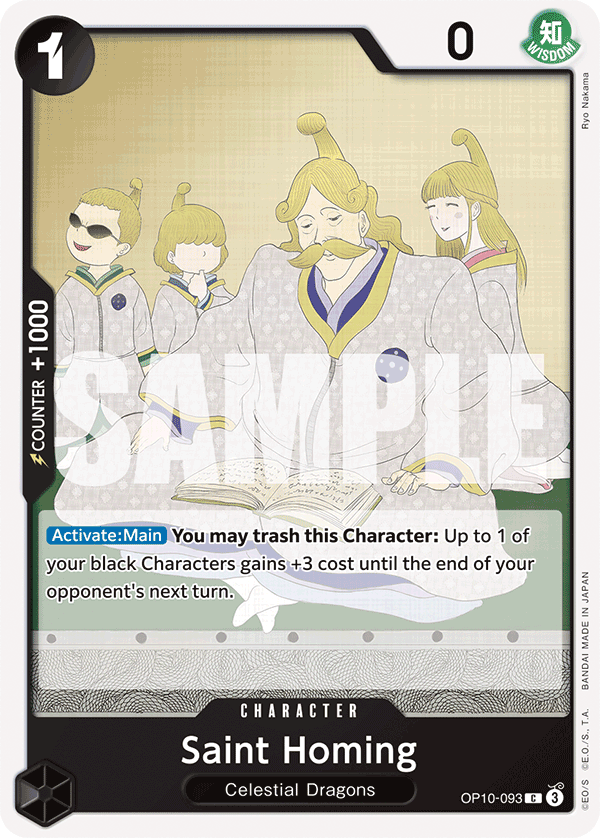 1
0
知
WISDOM
Ryo Nakama
COUNTER +1000
SAMPLE
Activate:Main You may trash this Character: Up to 1 of
your black Characters gains +3 cost until the end of your
opponent's next turn.
CHARACTER
Saint Homing
Celestial Dragons
OP10-093 C 3
©EO/S ©E.O./S., T.A. BANDAI MADE IN JAPAN